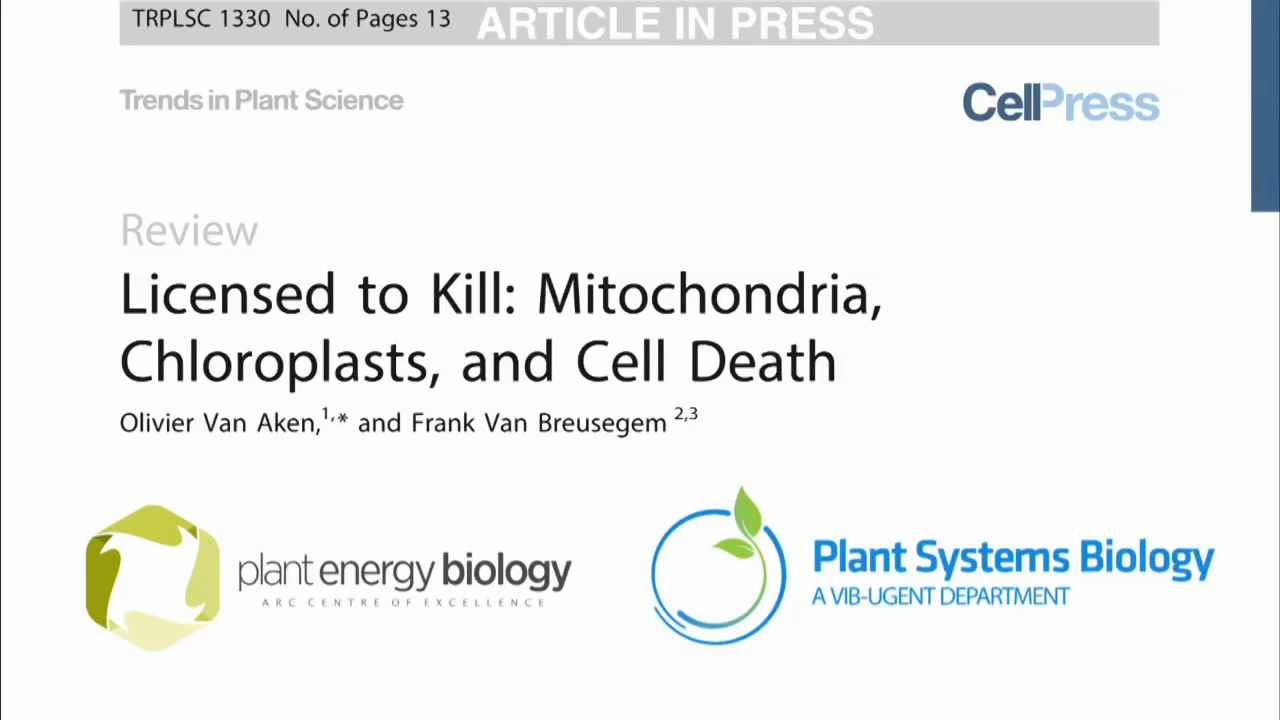 TRPLSC 1330 No. of Pages 13
ARTICLE IN PRESS
Trends in Plant Science
CellPress
Review
Licensed to Kill: Mitochondria,
Chloroplasts, and Cell Death
Olivier Van Aken,1,* and Frank Van Breusegem 2,3
plant energy biology
ARC CENTRE OF EXCELLENCE
Plant Systems Biology
A VIB-UGENT DEPARTMENT